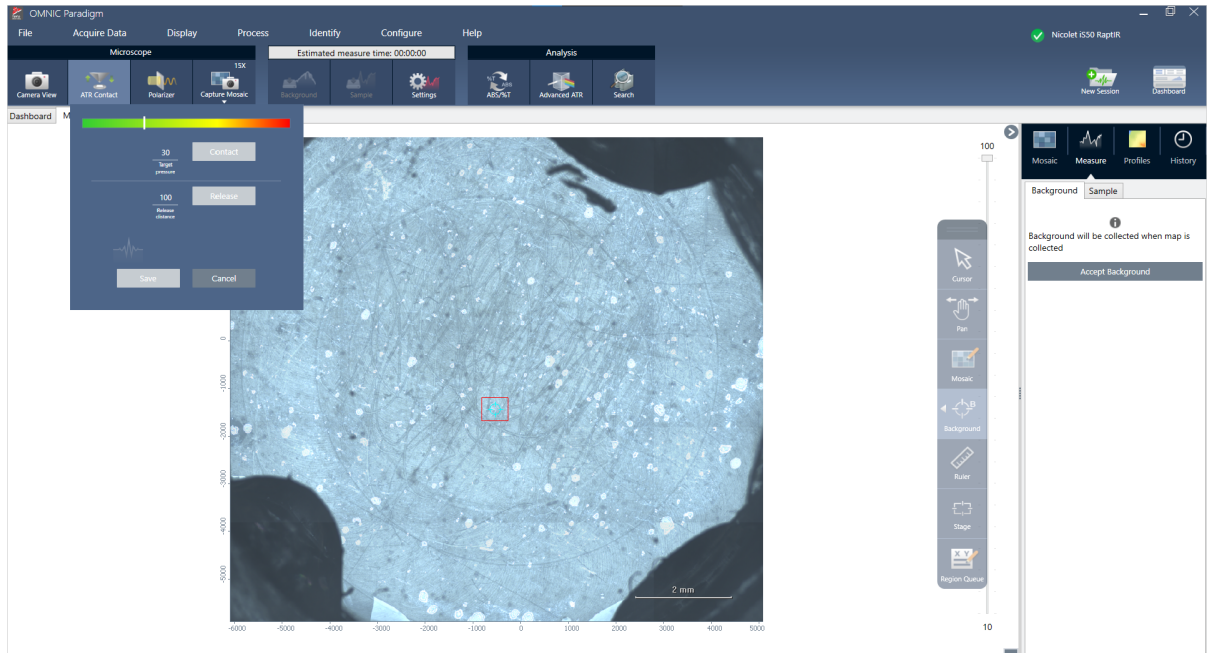 OMNIC Paradigm
File Acquire Data Display Process Identify Configure Help
Nicolet iS50 RaptIR
Microscope
Estimated measure time: 00:00:00
Analysis
15X
Camera View
ATR Contact
Polarizer
Capture Mosaic
Background
Sample
Settings
%T ABS
ABS/%T
Advanced ATR
Search
New Session
Dashboard
Dashboard M
30
Target
pressure
Contact
100
Release
distance
Release
Save
Cancel
0
-1000
-2000
-3000
-4000
-5000
2 mm
-6000 -5000 -4000 -3000 -2000 -1000 0 1000 2000 3000 4000 5000
100
10
Cursor
Pan
Mosaic
B
Background
Ruler
Stage
X Y
Region Queue
Mosaic Measure Profiles History
Background Sample
Background will be collected when map is
collected
Accept Background